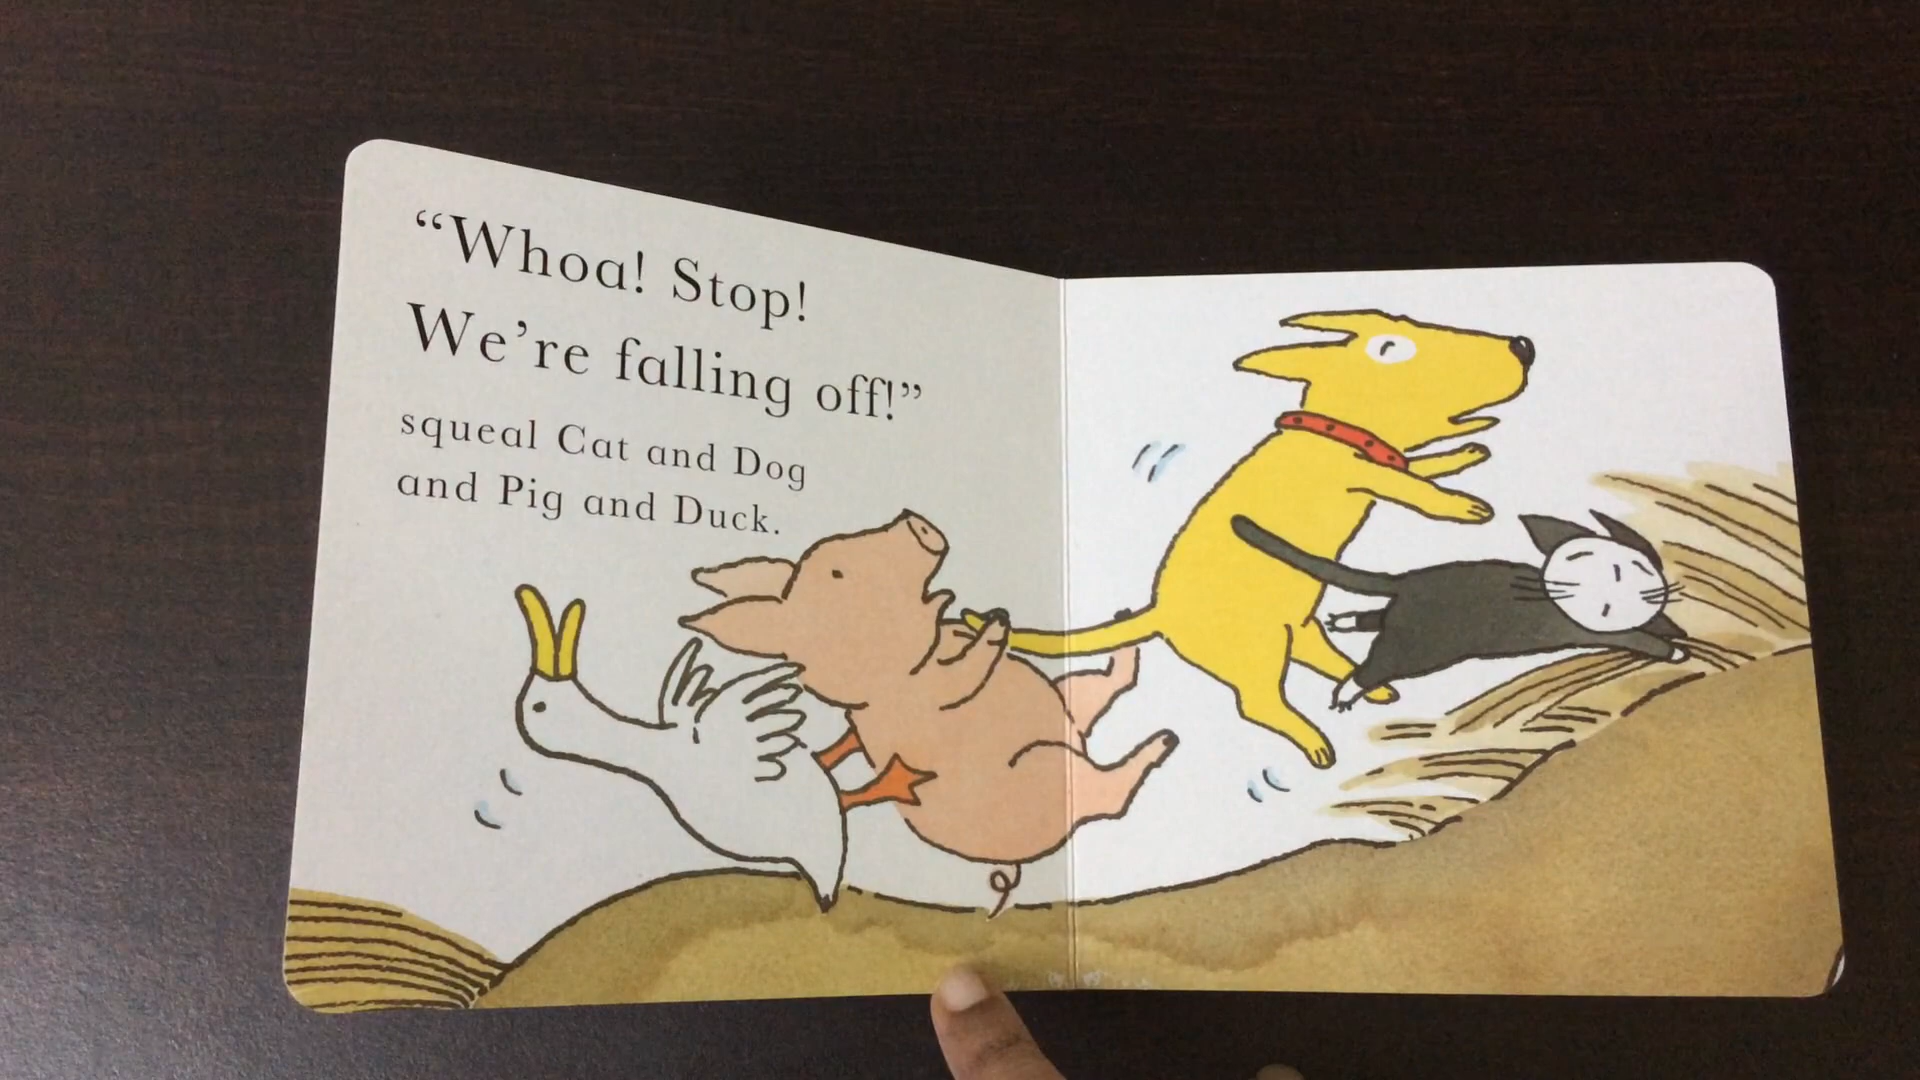 “Whoa! Stop!
We’re falling off!”
squeal Cat and Dog
and Pig and Duck.